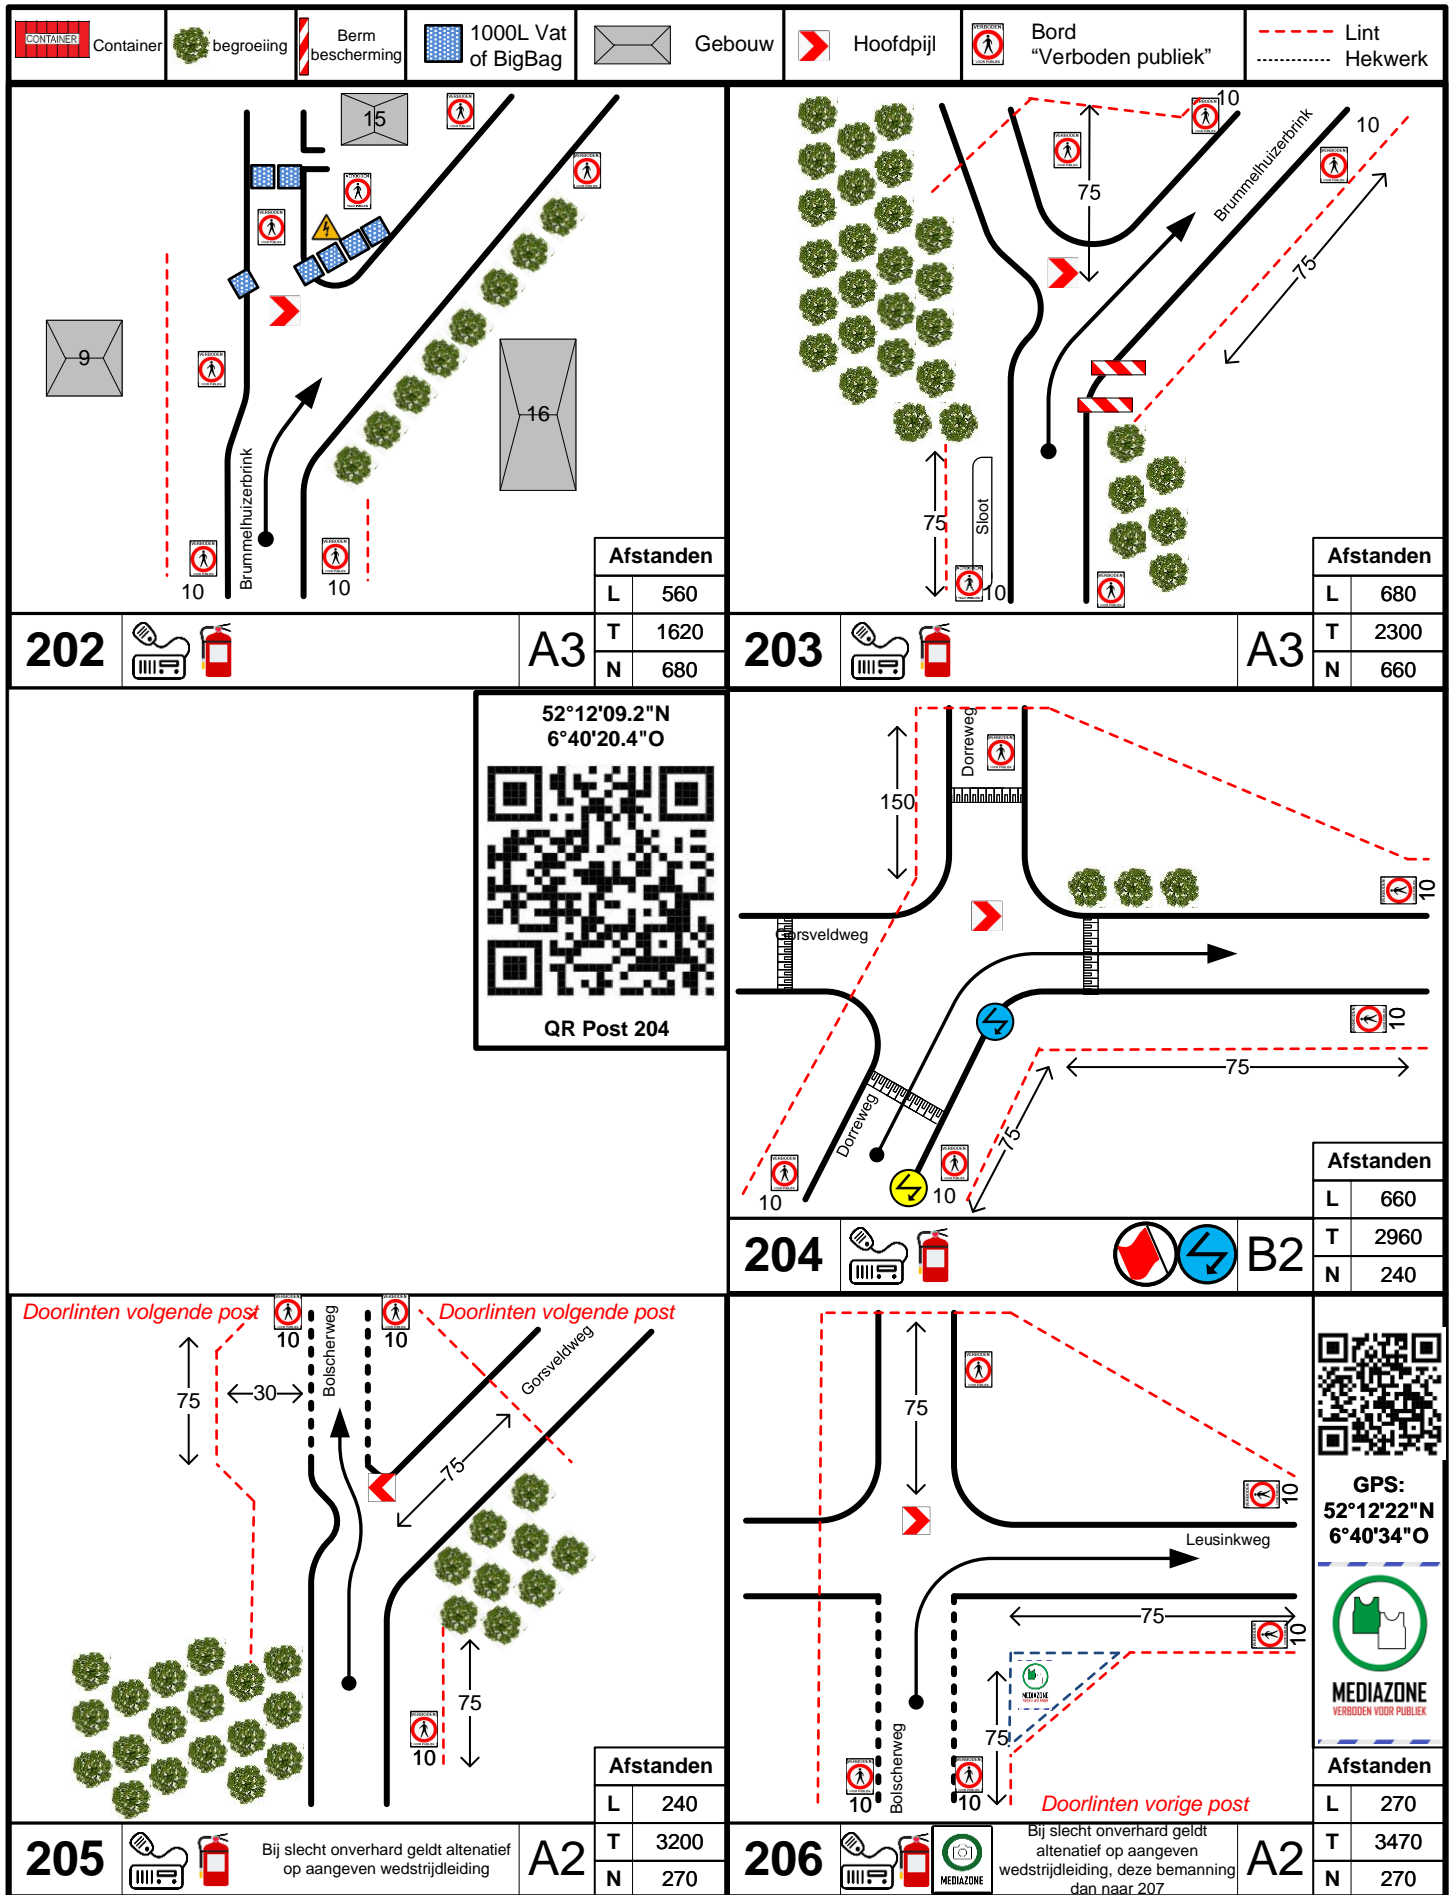 CONTAINER
Container
begroeiing
Berm
bescherming
1000L Vat
of BigBag
Gebouw
Hoofdpijl
VERBODEN
VOOR PUBLIEK
Bord
“Verboden publiek”
Lint
Hekwerk
15
9
16
Brummelhuizerbrink
10
10
Afstanden
L 560
T 1620
N 680
202
A3
10
10
75
75
75
Brummelhuizerbrink
Sloot
10
Afstanden
L 680
T 2300
N 660
203
A3
52°12'09.2"N
6°40'20.4"O
QR Post 204
Dorreweg
150
Gorsveldweg
10
10
75
75
Dorreweg
10
10
Afstanden
L 660
T 2960
N 240
204
B2
Doorlinten volgende post
Doorlinten volgende post
10
10
Bolscherweg
Gorsveldweg
75
30
75
75
10
Afstanden
L 240
T 3200
N 270
205
Bij slecht onverhard geldt altenatief
op aangeven wedstrijdleiding
A2
75
10
Leusinkweg
75
10
MEDIAZONE
75
Bolscherweg
10
10
Doorlinten vorige post
GPS:
52°12'22"N
6°40'34"O
MEDIAZONE
VERBODEN VOOR PUBLIEK
Afstanden
L 270
T 3470
N 270
206
MEDIAZONE
Bij slecht onverhard geldt
altenatief op aangeven
wedstrijdleiding, deze bemanning
dan naar 207
A2